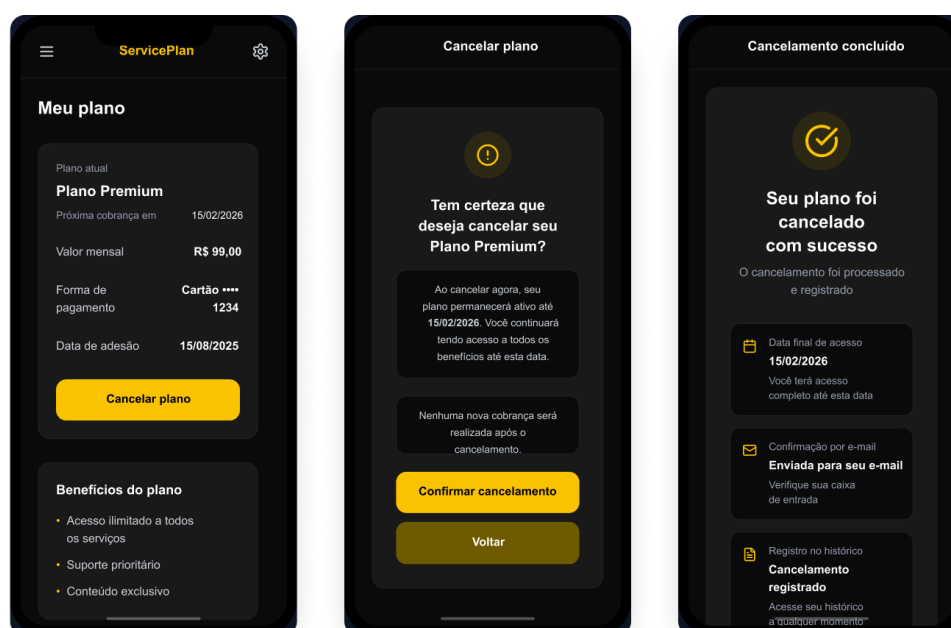 ServicePlan
Meu plano
Plano atual
Plano Premium
Próxima cobrança em 15/02/2026
Valor mensal R$ 99,00
Forma de pagamento Cartão •••• 1234
Data de adesão 15/08/2025
Cancelar plano
Benefícios do plano
• Acesso ilimitado a todos
os serviços
• Suporte prioritário
• Conteúdo exclusivo
Cancelar plano
Tem certeza que
deseja cancelar seu
Plano Premium?
Ao cancelar agora, seu
plano permanecerá ativo até
15/02/2026. Você continuará
tendo acesso a todos os
benefícios até esta data.
Nenhuma nova cobrança será
realizada após o
cancelamento.
Confirmar cancelamento
Voltar
Cancelamento concluído
Seu plano foi
cancelado
com sucesso
O cancelamento foi processado
e registrado
Data final de acesso
15/02/2026
Você terá acesso
completo até esta data
Confirmação por e-mail
Enviada para seu e-mail
Verifique sua caixa
de entrada
Registro no histórico
Cancelamento
registrado
Acesse seu histórico
a qualquer momento